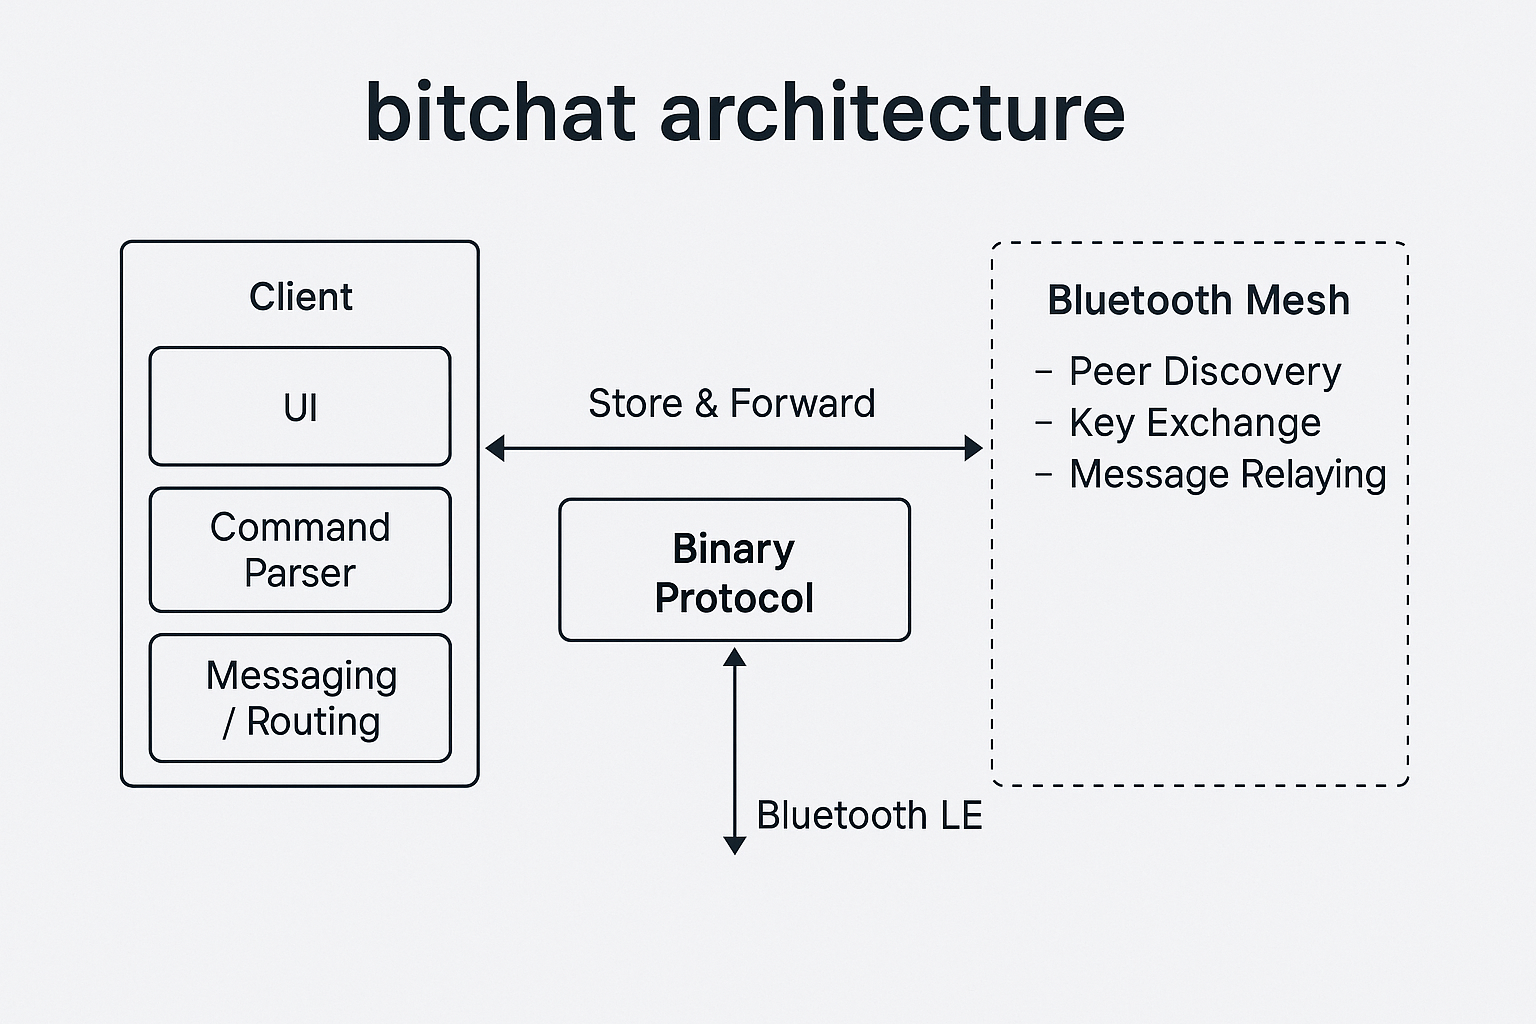 bitchat architecture
Client
UI
Command
Parser
Messaging
/ Routing
Store & Forward
Binary
Protocol
Bluetooth LE
Bluetooth Mesh
– Peer Discovery
– Key Exchange
– Message Relaying